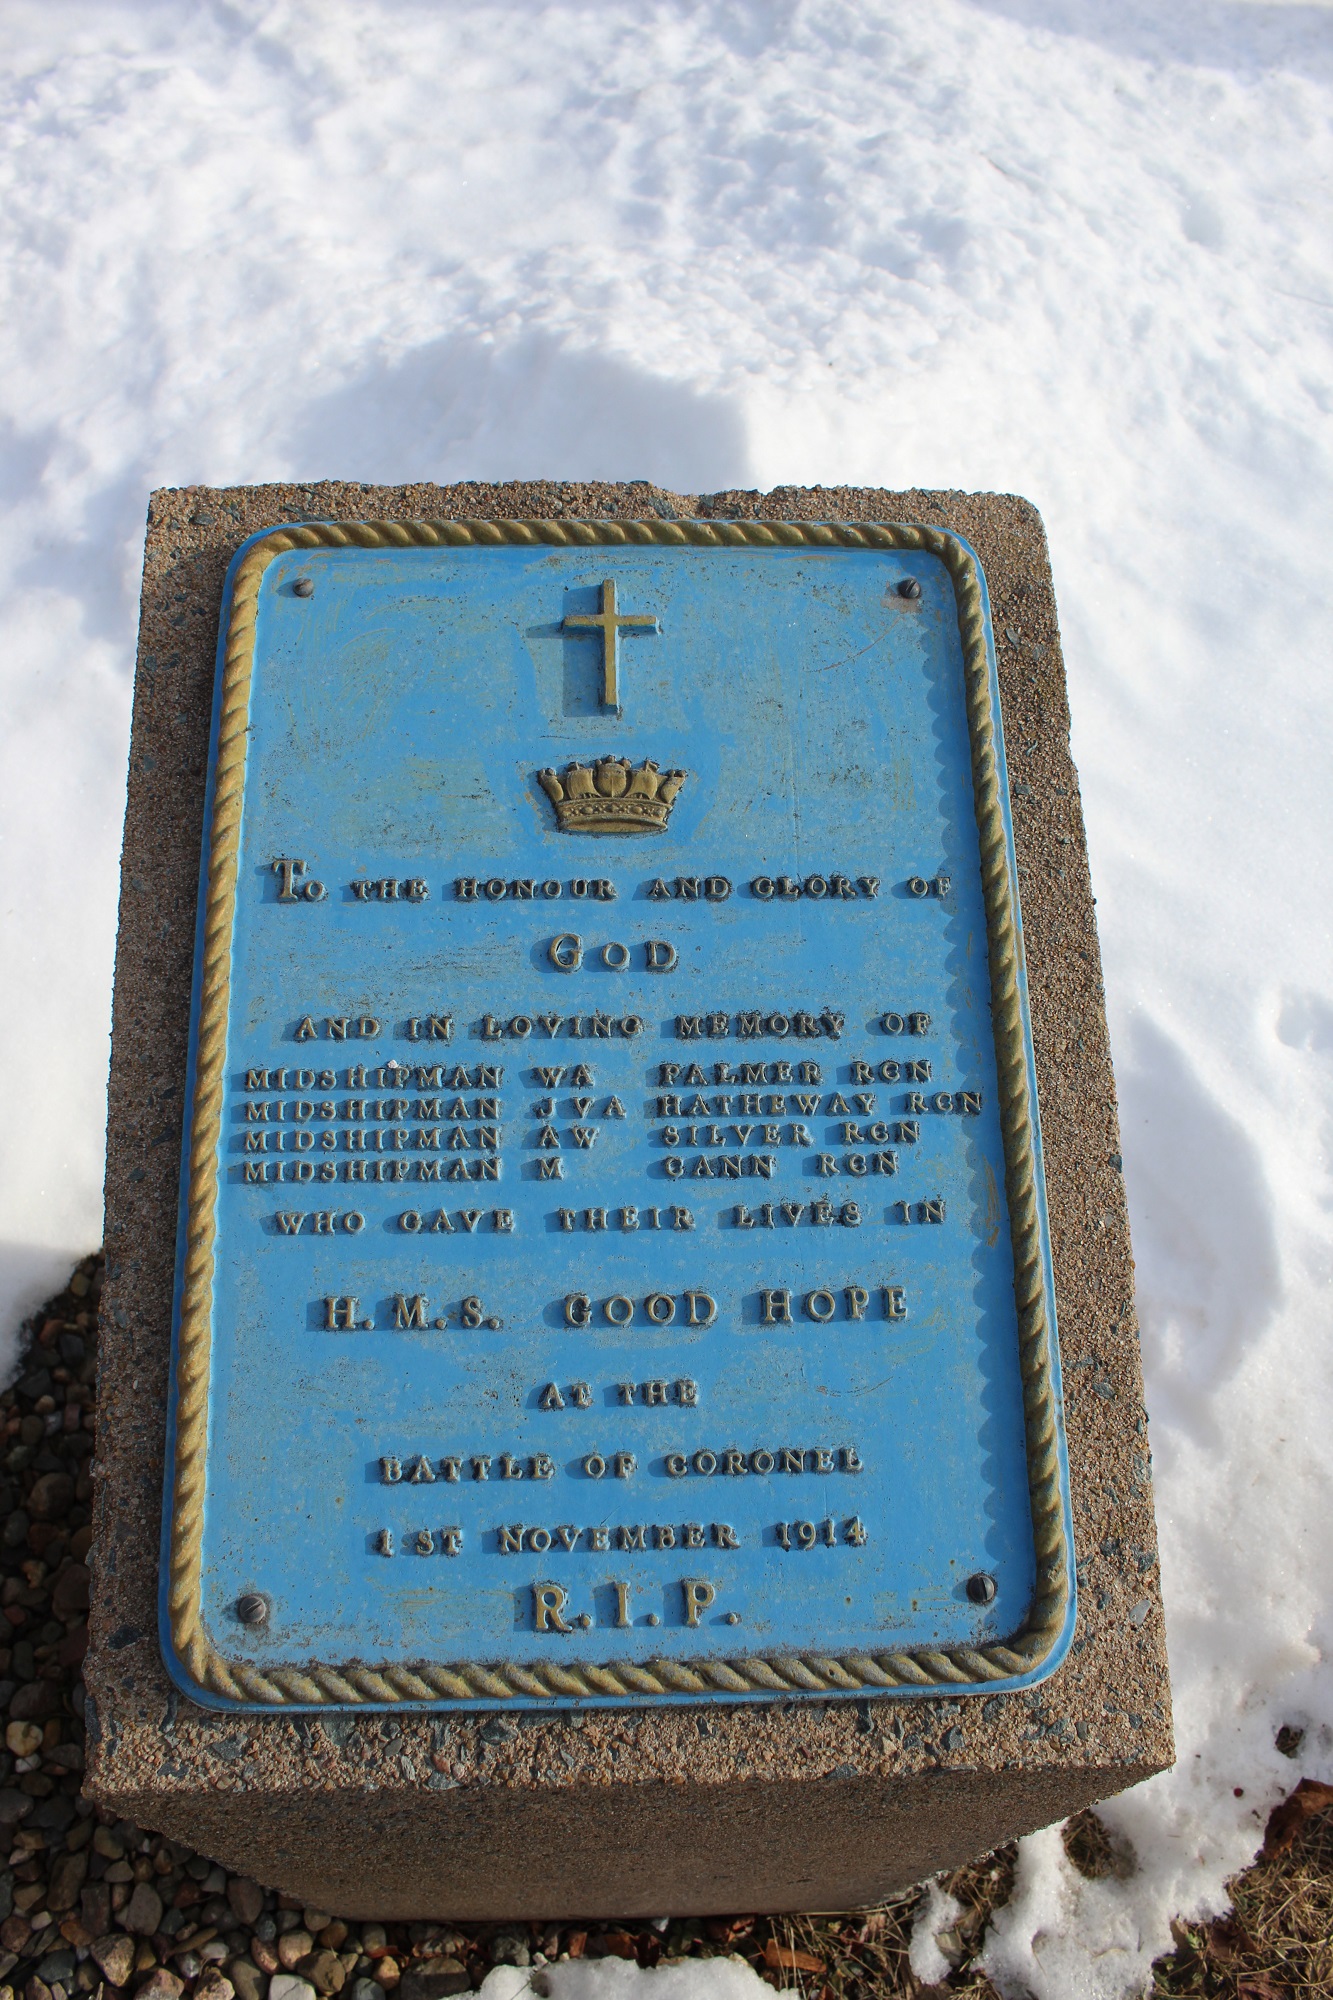 To the honour and glory of
God
and in loving memory of
MIDSHIPMAN WA PALMER RCN
MIDSHIPMAN JVA HATHEWAY RCN
MIDSHIPMAN AW SILVER RCN
MIDSHIPMAN M CANN RCN
WHO GAVE THEIR LIVES IN
H.M.S. GOOD HOPE
AT THE
BATTLE OF CORONEL
1ST NOVEMBER 1914
R.I.P.